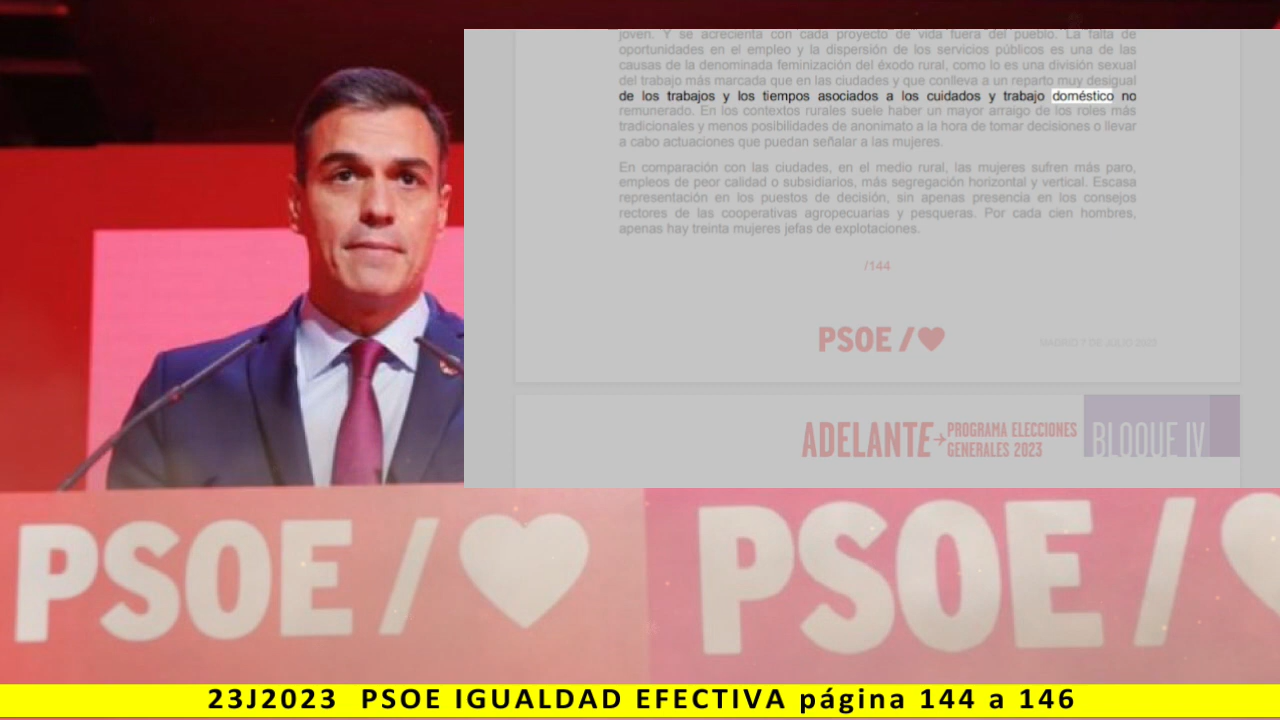 joven. Y se acrecienta con cada proyecto de vida fuera del pueblo. La falta de
oportunidades en el empleo y la dispersión de los servicios públicos es una de las
causas de la denominada feminización del éxodo rural, como lo es una división sexual
del trabajo más marcada que en las ciudades y que conlleva a un reparto muy desigual
de los trabajos y los tiempos asociados a los cuidados y trabajo doméstico no
remunerado. En los contextos rurales suele haber un mayor arraigo de los roles más
tradicionales y menos posibilidades de anonimato a la hora de tomar decisiones o llevar
a cabo actuaciones que puedan señalar a las mujeres.
En comparación con las ciudades, en el medio rural, las mujeres sufren más paro,
empleos de peor calidad o subsidiarios, más segregación horizontal y vertical. Escasa
representación en los puestos de decisión, sin apenas presencia en los consejos
rectores de las cooperativas agropecuarias y pesqueras. Por cada cien hombres,
apenas hay treinta mujeres jefas de explotaciones.
/144
PSOE /
MADRID 7 DE JULIO 2023
ADELANTE
PROGRAMA ELECCIONES
GENERALES 2023
BLOQUE IV
PSOE /
PSOE /
23J2023 PSOE IGUALDAD EFECTIVA página 144 a 146